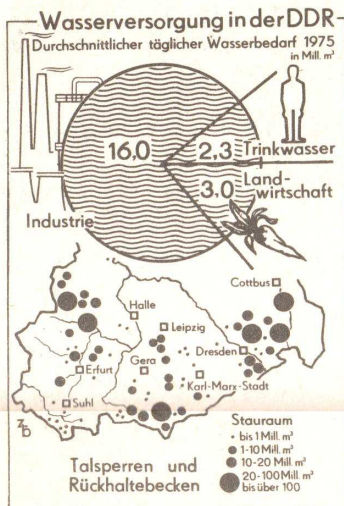 Wasserversorgung in der DDR
Durchschnittlicher täglicher Wasserbedarf 1975
in Mill. m³
16,0
2,3 Trinkwasser
3,0 Land-
wirtschaft
Industrie
Cottbus
Halle
Leipzig
Dresden
Gera
Erfurt
Karl-Marx-Stadt
Suhl
zb
Talsperren und
Rückhaltebecken
Stauraum
bis 1 Mill. m³
1-10 Mill. m³
10-20 Mill. m³
20-100 Mill. m³
bis über 100